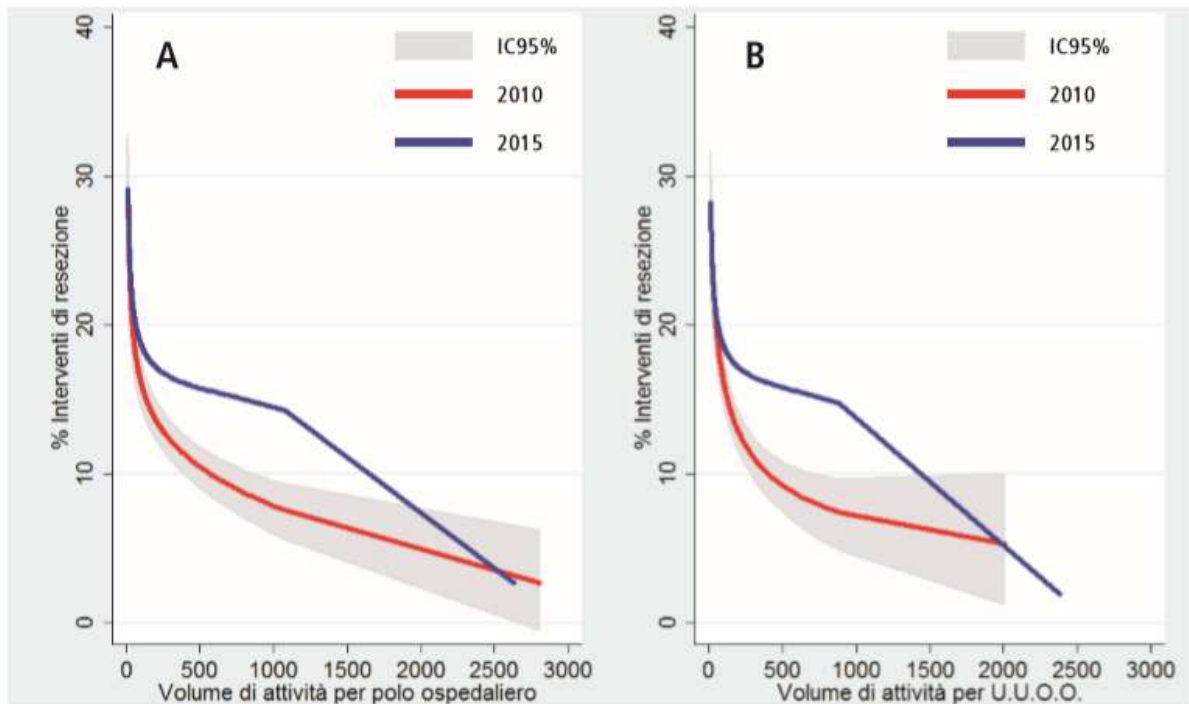 A
IC95%
2010
2015
% Interventi di resezione
40
30
20
10
0
0 500 1000 1500 2000 2500 3000
Volume di attività per polo ospedaliero
B
IC95%
2010
2015
% Interventi di resezione
40
30
20
10
0
0 500 1000 1500 2000 2500 3000
Volume di attività per U.U.O.O.